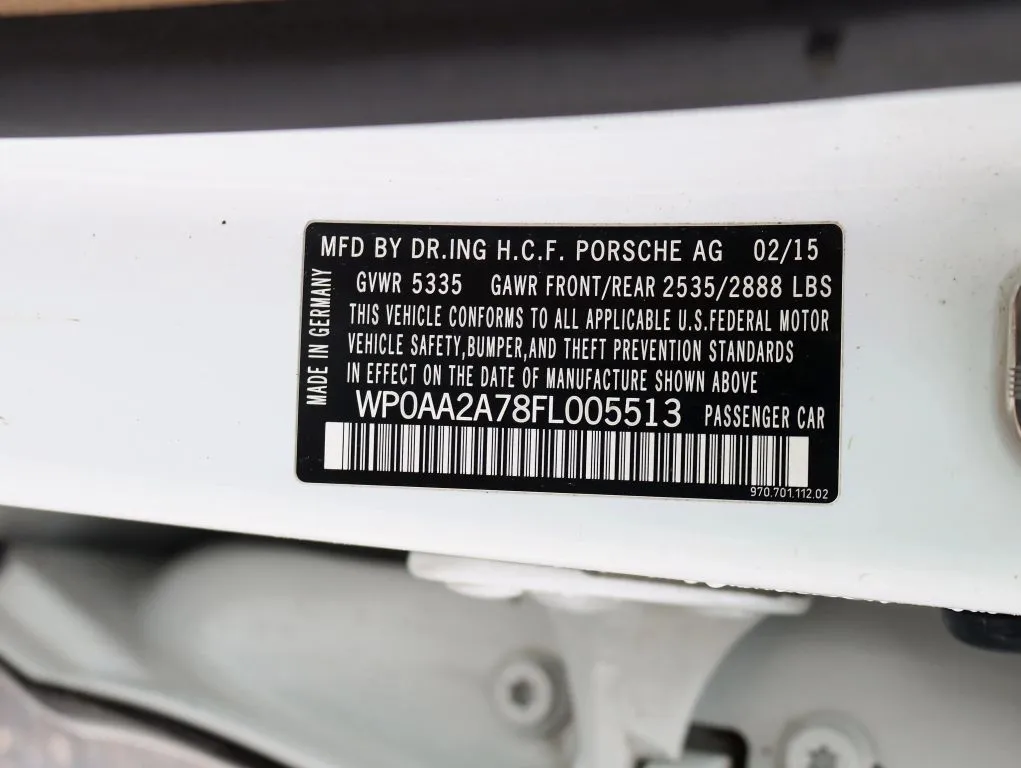 MFD BY DR.ING H.C.F. PORSCHE AG 02/15
GVWR 5335 GAWR FRONT/REAR 2535/2888 LBS
THIS VEHICLE CONFORMS TO ALL APPLICABLE U.S.FEDERAL MOTOR
VEHICLE SAFETY,BUMPER,AND THEFT PREVENTION STANDARDS
IN EFFECT ON THE DATE OF MANUFACTURE SHOWN ABOVE
WP0AA2A78FL005513 PASSENGER CAR
970.701.112.02
MADE IN GERMANY